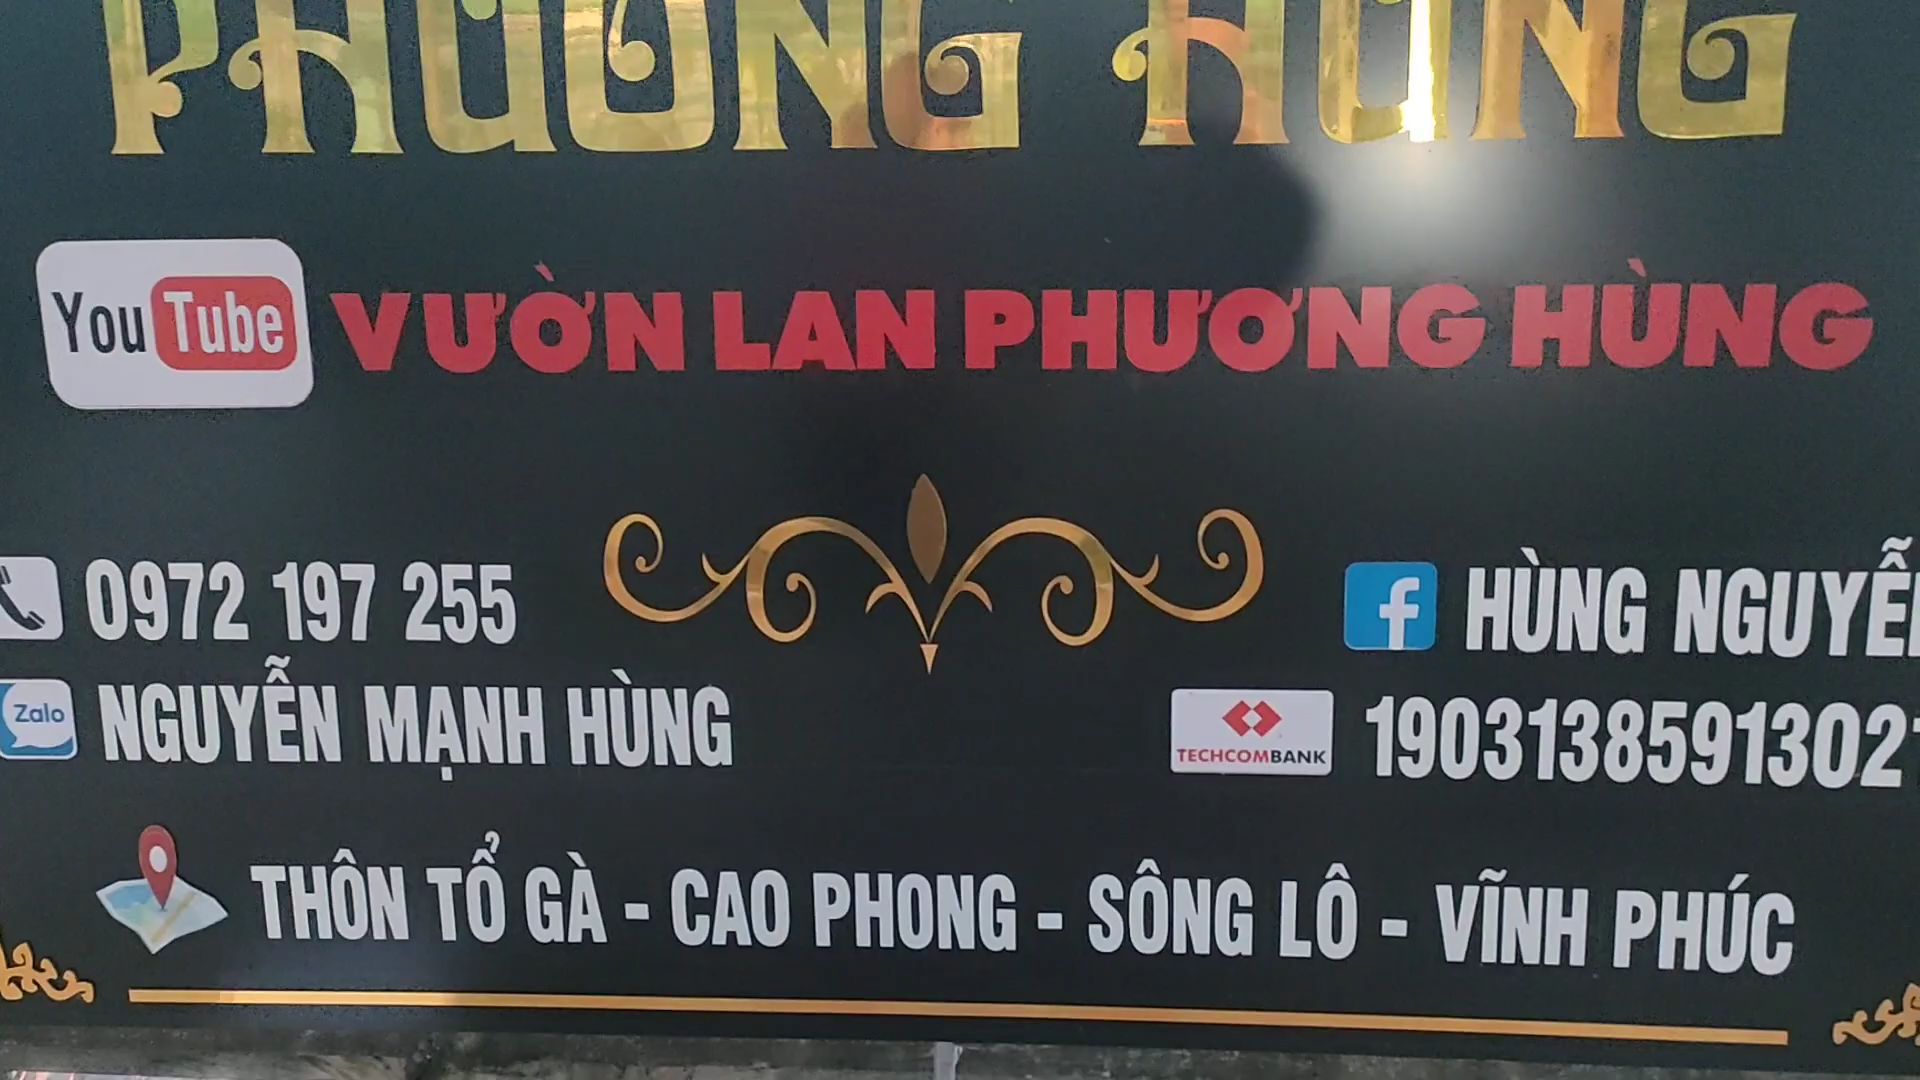 PHƯƠNG HÙNG
YouTube VƯỜN LAN PHƯƠNG HÙNG
0972 197 255
HÙNG NGUYỄ
Zalo NGUYỄN MẠNH HÙNG
TECHCOMBANK 1903138591302
THÔN TỔ GÀ - CAO PHONG - SÔNG LÔ - VĨNH PHÚC